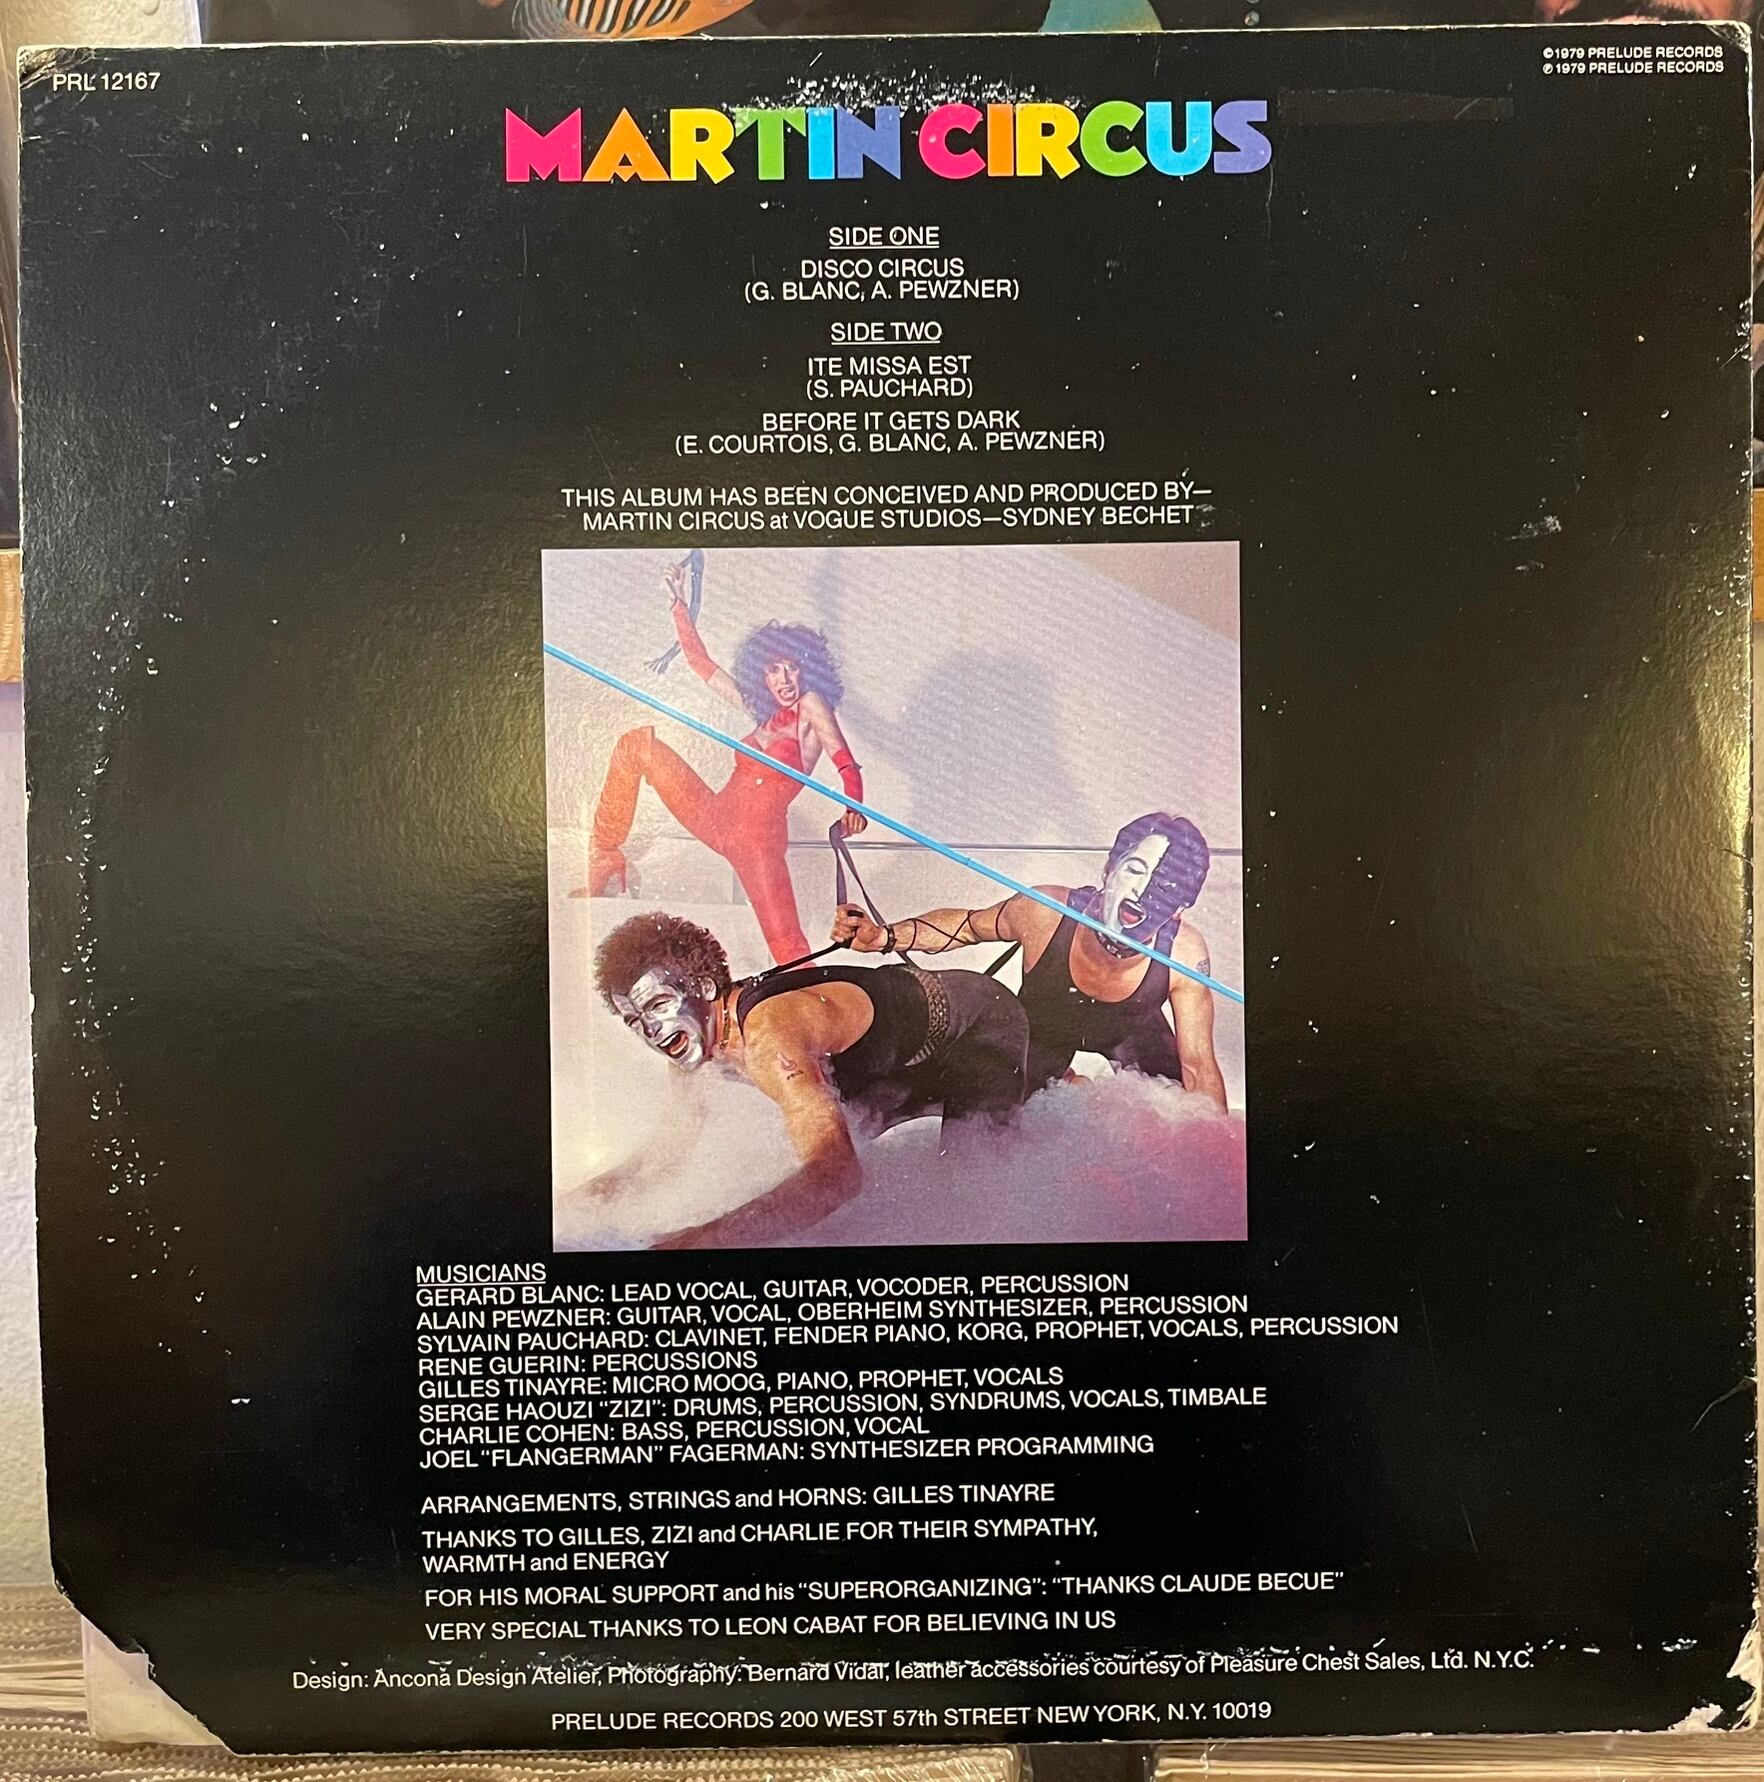 PRL 12167
©1979 PRELUDE RECORDS
℗1979 PRELUDE RECORDS
MARTIN CIRCUS
SIDE ONE
DISCO CIRCUS
(G. BLANC, A. PEWZNER)
SIDE TWO
ITE MISSA EST
(S. PAUCHARD)
BEFORE IT GETS DARK
(E. COURTOIS, G. BLANC, A. PEWZNER)
THIS ALBUM HAS BEEN CONCEIVED AND PRODUCED BY—
MARTIN CIRCUS at VOGUE STUDIOS—SYDNEY BECHET
MUSICIANS
GERARD BLANC: LEAD VOCAL, GUITAR, VOCODER, PERCUSSION
ALAIN PEWZNER: GUITAR, VOCAL, OBERHEIM SYNTHESIZER, PERCUSSION
SYLVAIN PAUCHARD: CLAVINET, FENDER PIANO, KORG, PROPHET, VOCALS, PERCUSSION
RENE GUERIN: PERCUSSIONS
GILLES TINAYRE: MICRO MOOG, PIANO, PROPHET, VOCALS
SERGE HAOUZI "ZIZI": DRUMS, PERCUSSION, SYNDRUMS, VOCALS, TIMBALE
CHARLIE COHEN: BASS, PERCUSSION, VOCAL
JOEL "FLANGERMAN" FAGERMAN: SYNTHESIZER PROGRAMMING
ARRANGEMENTS, STRINGS and HORNS: GILLES TINAYRE
THANKS TO GILLES, ZIZI and CHARLIE FOR THEIR SYMPATHY,
WARMTH and ENERGY
FOR HIS MORAL SUPPORT and his "SUPERORGANIZING": "THANKS CLAUDE BECUE"
VERY SPECIAL THANKS TO LEON CABAT FOR BELIEVING IN US
Design: Ancona Design Atelier, Photography: Bernard Vidal, leather accessories courtesy of Pleasure Chest Sales, Ltd. N.Y.C.
PRELUDE RECORDS 200 WEST 57th STREET NEW YORK, N.Y. 10019